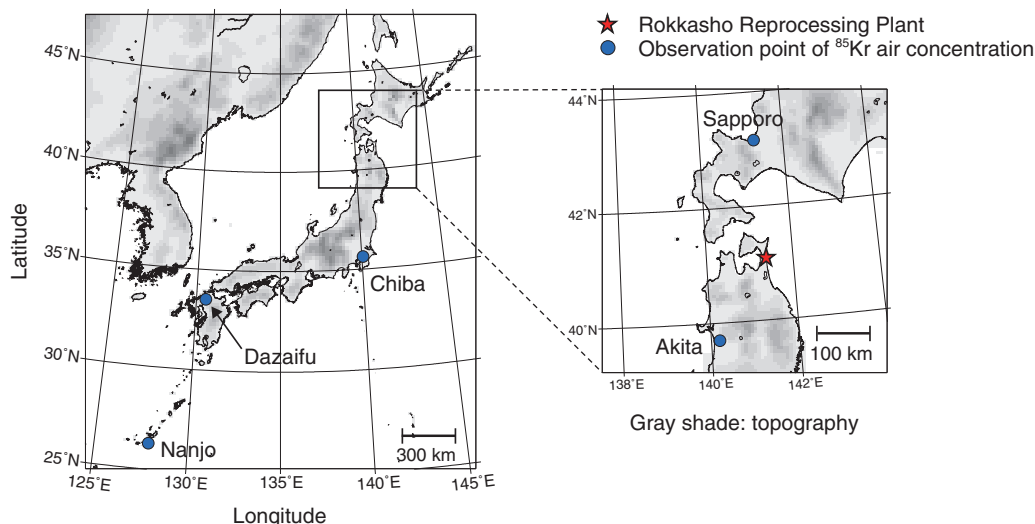 Rokkasho Reprocessing Plant
Observation point of ⁸⁵Kr air concentration
45˚N
40˚N
35˚N
30˚N
25˚N
Latitude
Chiba
Dazaifu
Nanjo
300 km
125˚E
130˚E
135˚E
140˚E
145˚E
Longitude
44˚N
42˚N
40˚N
Sapporo
Akita
100 km
138˚E
140˚E
142˚E
Gray shade: topography